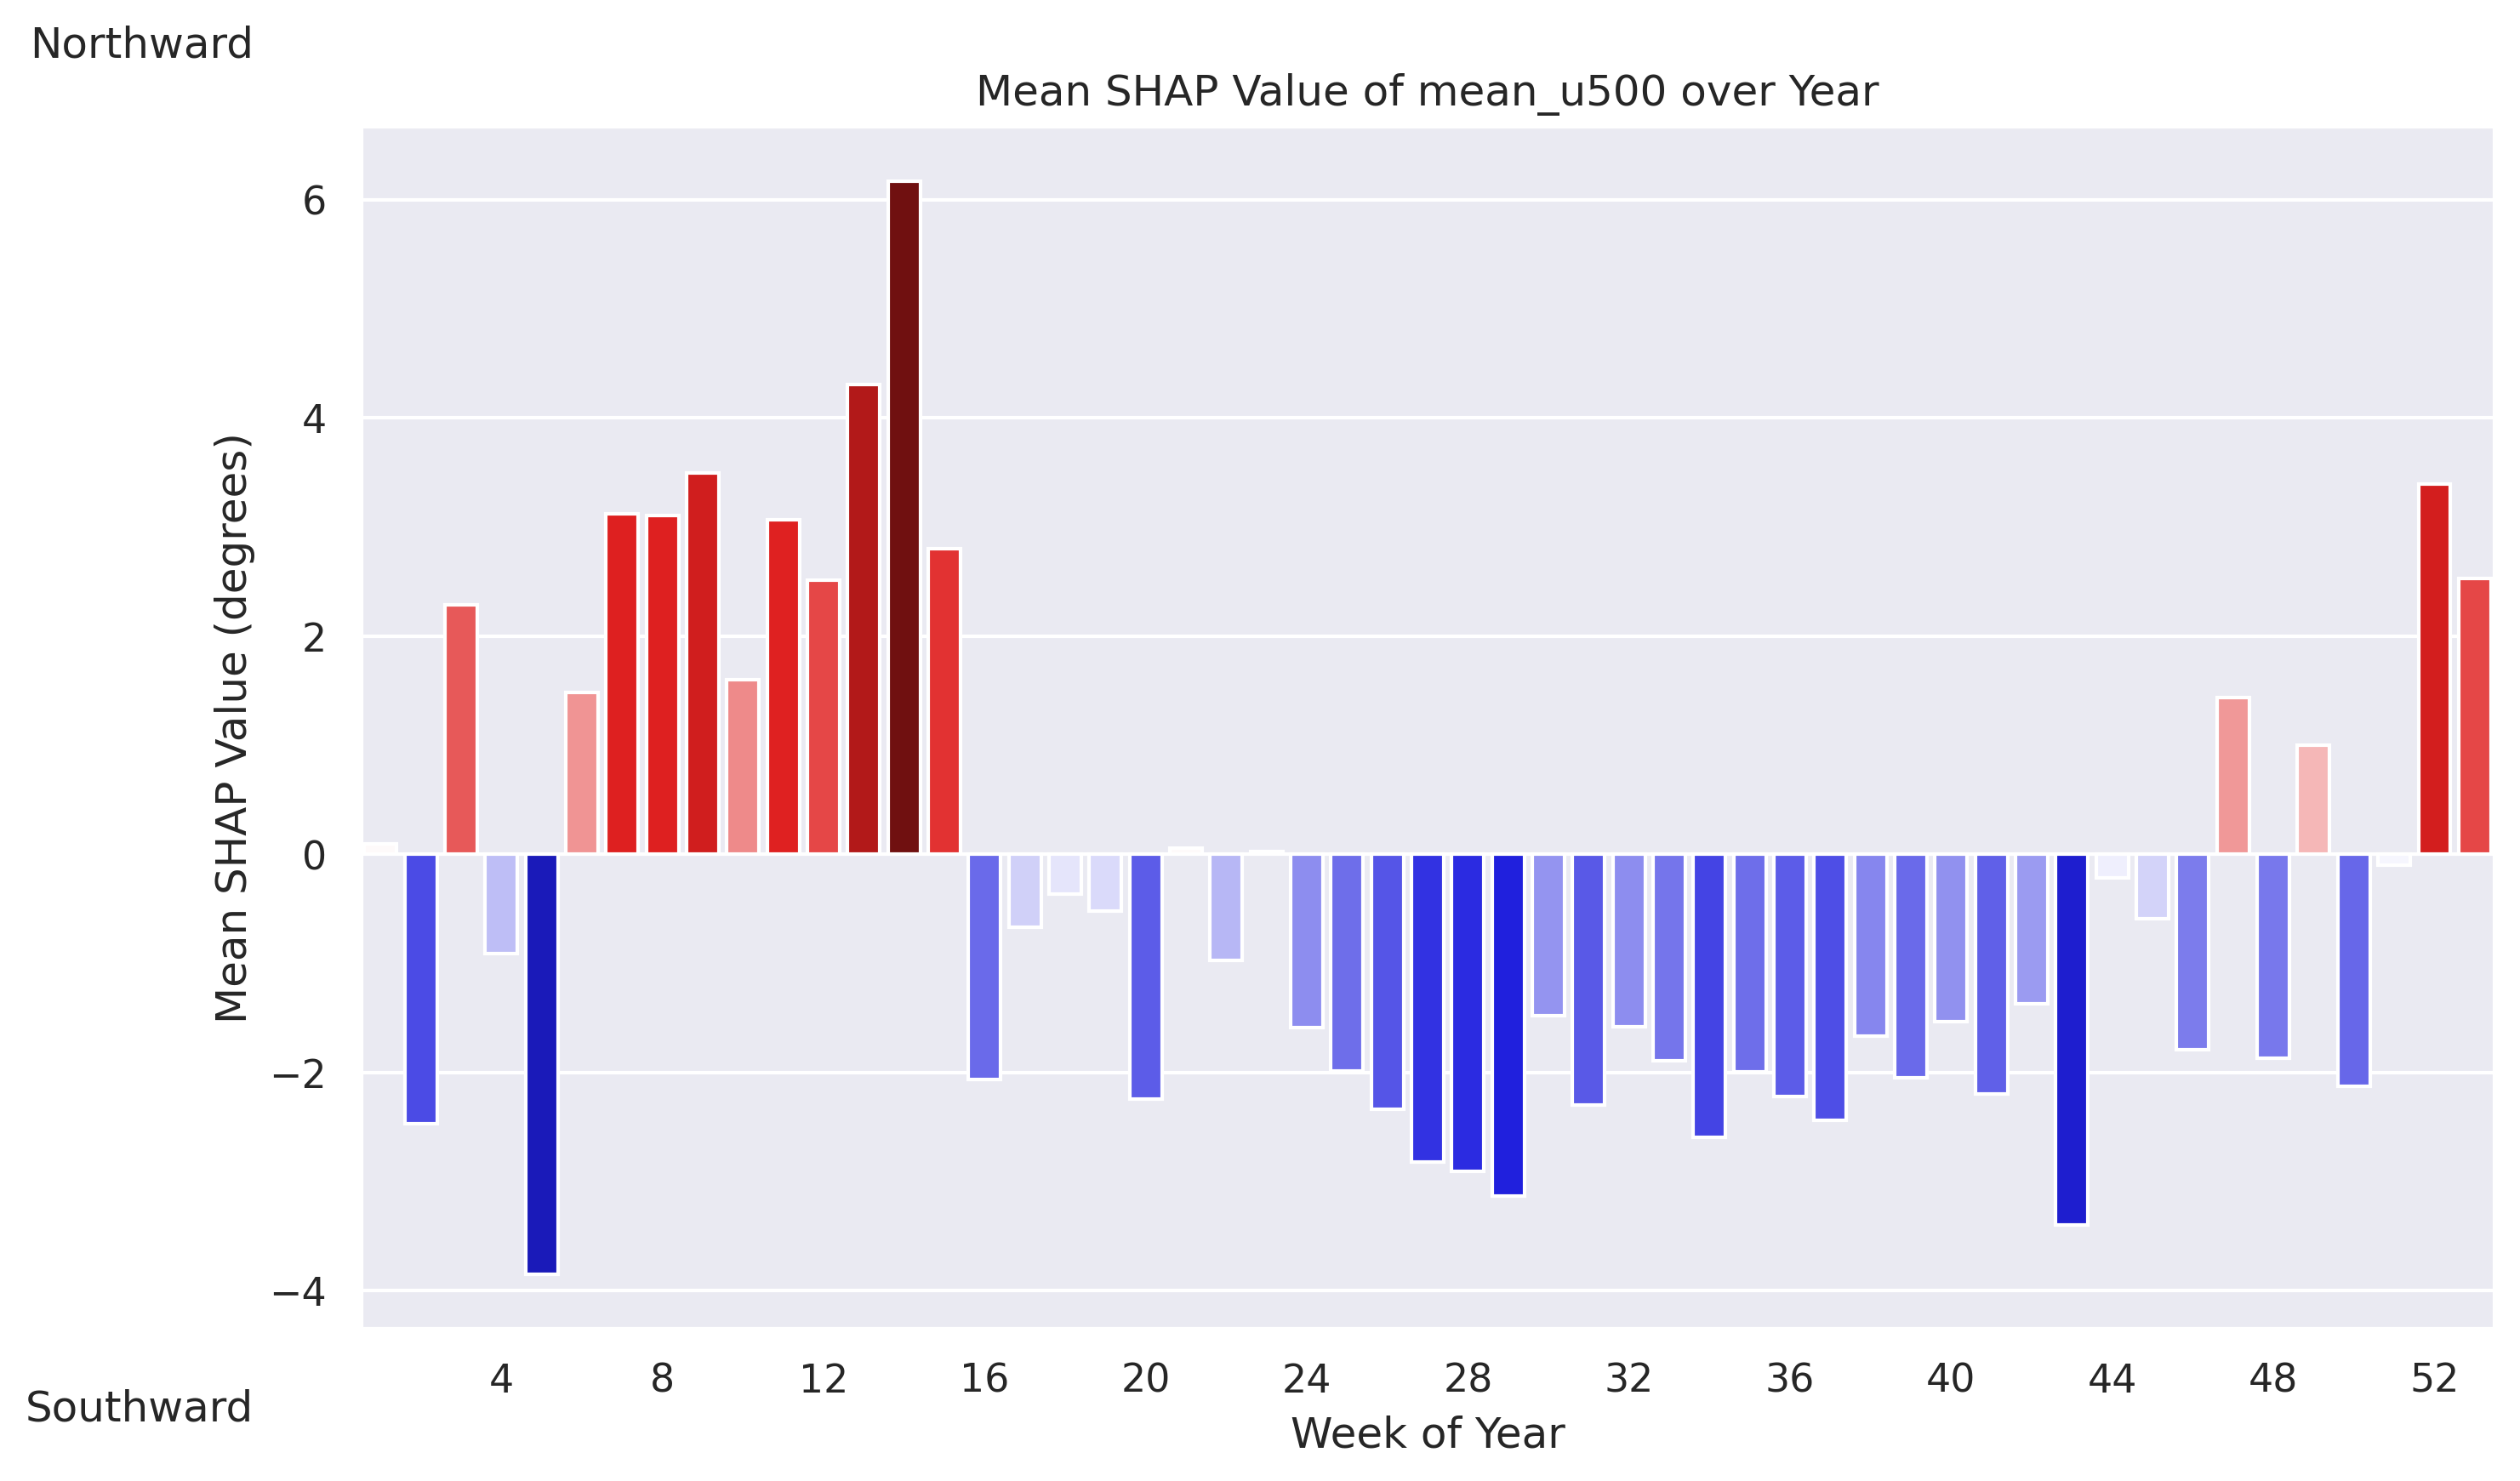 Northward
Mean SHAP Value of mean_u500 over Year
Mean SHAP Value (degrees)
6
4
2
0
−2
−4
4 8 12 16 20 24 28 32 36 40 44 48 52
Week of Year
Southward